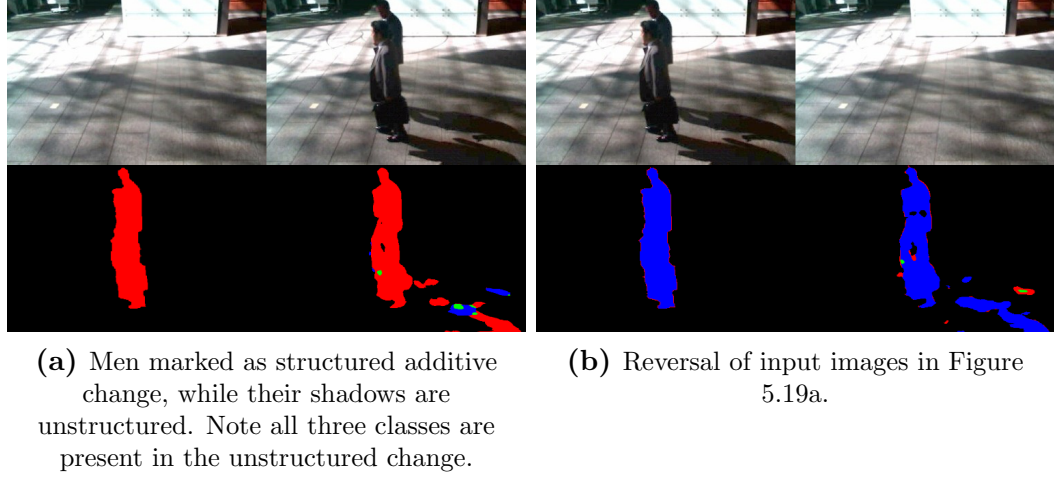 (a) Men marked as structured additive
change, while their shadows are
unstructured. Note all three classes are
present in the unstructured change.
(b) Reversal of input images in Figure
5.19a.